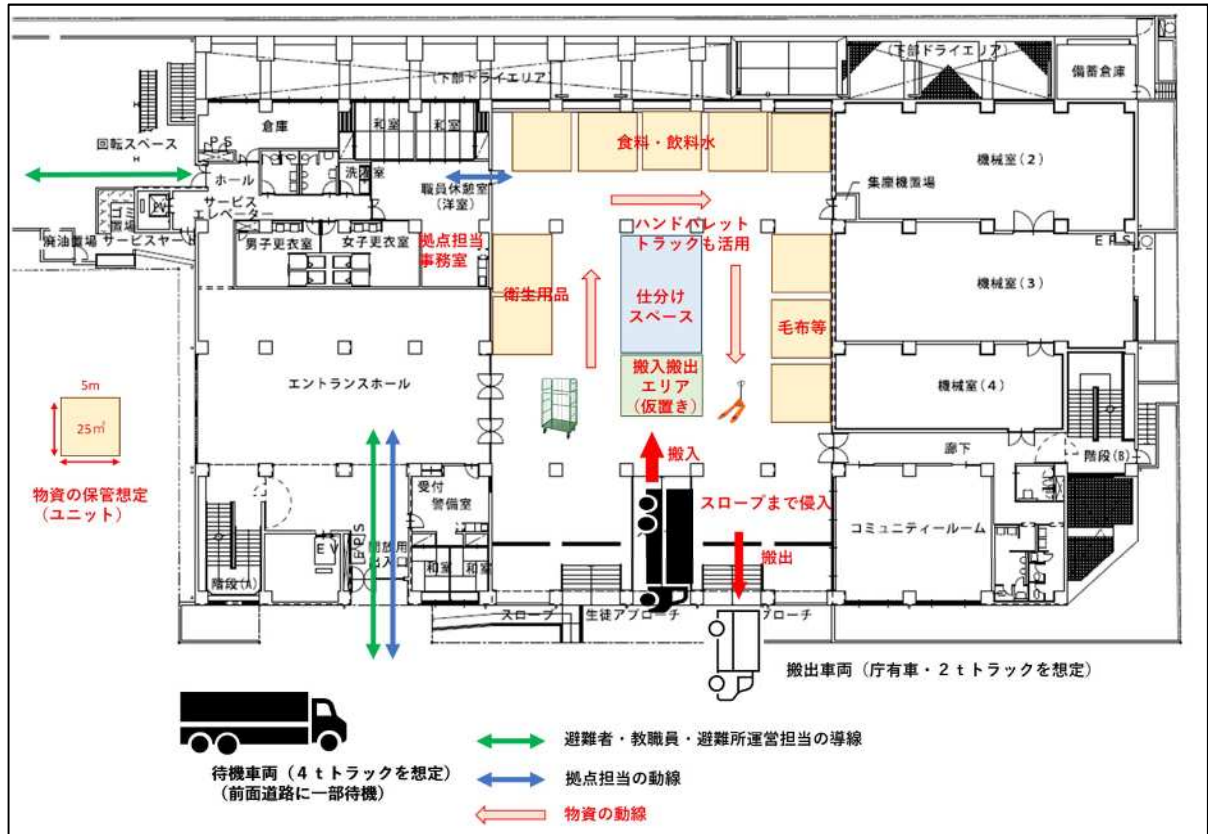 (下部ドライエリア)
(下部ドライエリア)
備蓄倉庫
倉庫
和室
和室
食料・飲料水
回転スペース
PS
機械室(2)
ホール
洗濯室
職員休憩室
(洋室)
集塵機置場
サービス
エレベーター
ゴミ
置場
PV
ハンドパレット
トラックも活用
廃油置場
サービスヤード
男子更衣室
女子更衣室
拠点担当
事務室
EPS
衛生用品
仕分け
スペース
機械室(3)
毛布等
5m
25㎡
エントランスホール
搬入搬出
エリア
(仮置き)
機械室(4)
物資の保管想定
(ユニット)
搬入
廊下
階段(B)
受付
警備室
スロープまで侵入
コミュニティールーム
EV
EPS
開放用
出入口
搬出
階段(A)
和室
和室
スロープ
生徒アプローチ
プローチ
搬出車両(庁有車・2tトラックを想定)
避難者・教職員・避難所運営担当の導線
待機車両(4tトラックを想定)
(前面道路に一部待機)
拠点担当の動線
物資の動線